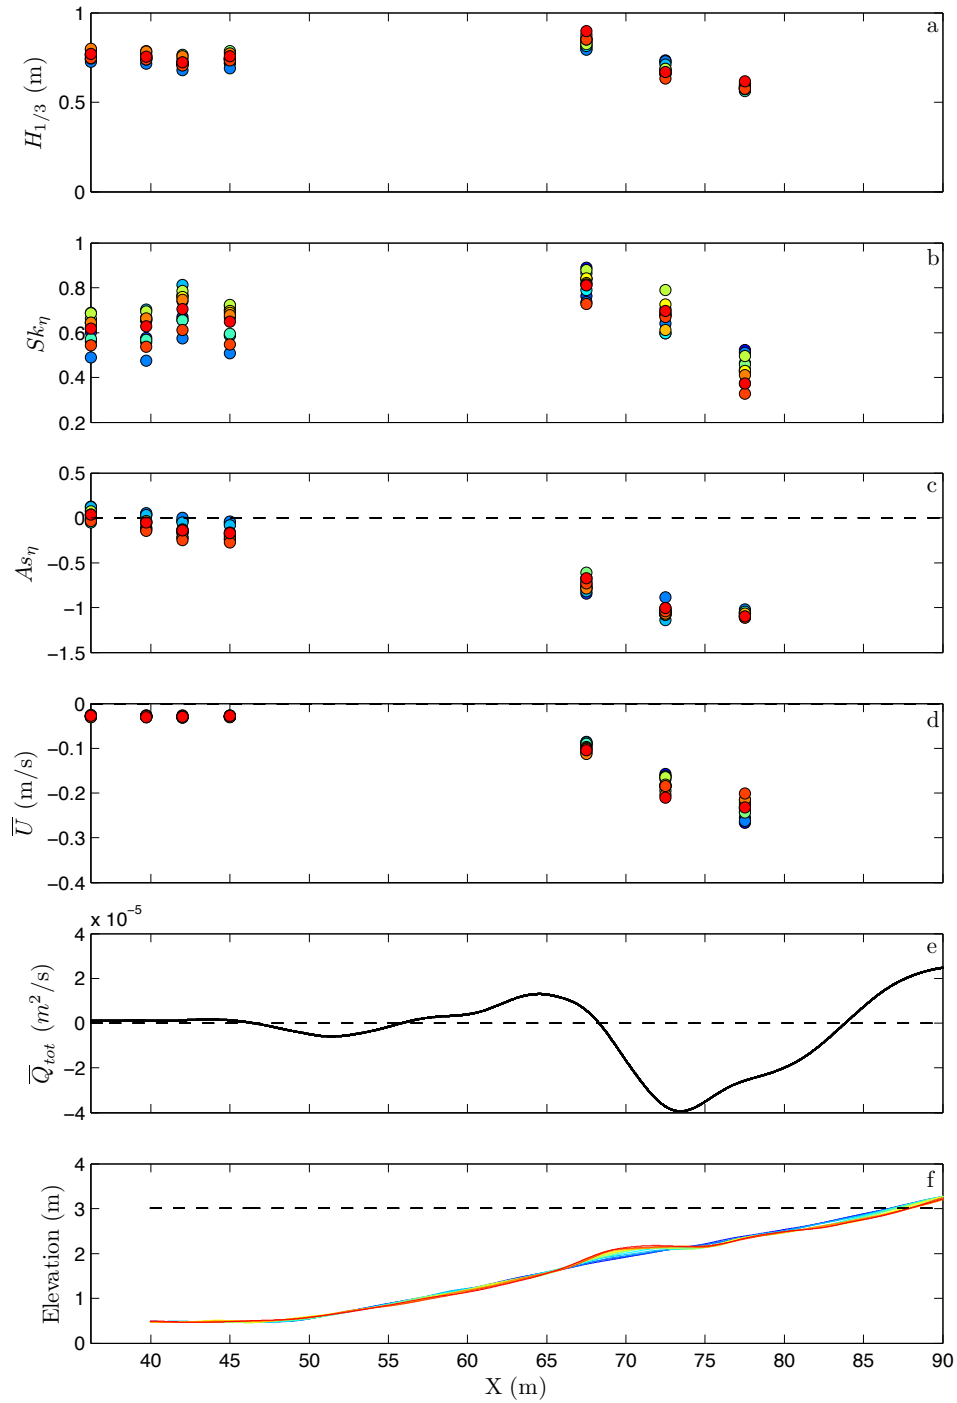 1
0.5
0
H1/3 (m)
a
1
0.8
0.6
0.4
0.2
Skη
b
0.5
0
−0.5
−1
−1.5
Asη
c
0
−0.1
−0.2
−0.3
−0.4
U̅ (m/s)
d
x 10⁻⁵
4
2
0
−2
−4
Q̅tot (m²/s)
e
4
3
2
1
0
Elevation (m)
f
40 45 50 55 60 65 70 75 80 85 90
X (m)